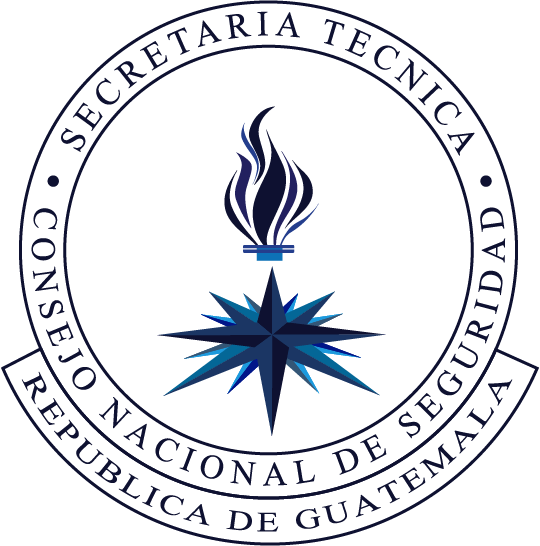 SECRETARIA TECNICA
CONSEJO NACIONAL DE SEGURIDAD
REPUBLICA DE GUATEMALA